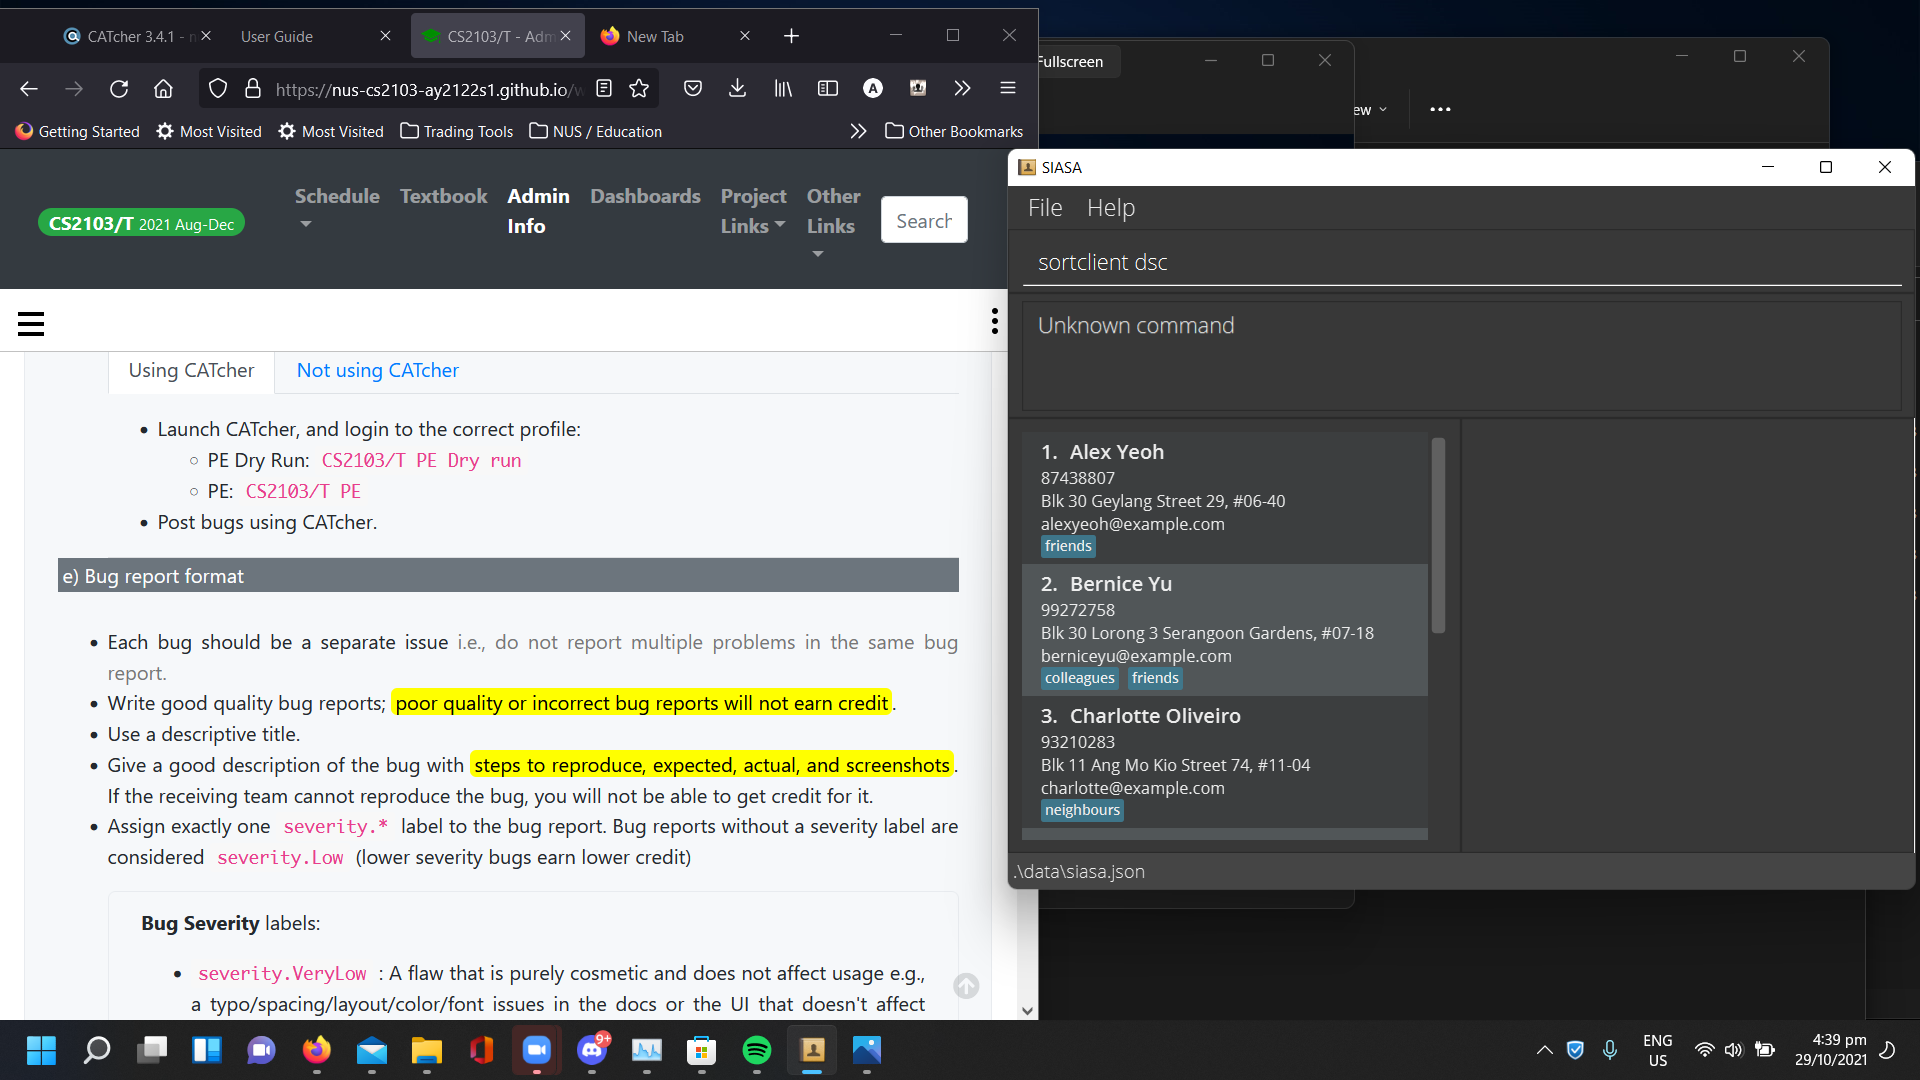 CATcher 3.4.1 - n
User Guide
CS2103/T - Adm
New Tab
https://nus-cs2103-ay2122s1.github.io/w
Getting Started
Most Visited
Most Visited
Trading Tools
NUS / Education
Other Bookmarks
CS2103/T 2021 Aug-Dec
Schedule
Textbook
Admin Info
Dashboards
Project Links
Other Links
Search
Using CATcher
Not using CATcher
Launch CATcher, and login to the correct profile:
PE Dry Run: CS2103/T PE Dry run
PE: CS2103/T PE
Post bugs using CATcher.
e) Bug report format
Each bug should be a separate issue i.e., do not report multiple problems in the same bug
report.
Write good quality bug reports; poor quality or incorrect bug reports will not earn credit.
Use a descriptive title.
Give a good description of the bug with steps to reproduce, expected, actual, and screenshots.
If the receiving team cannot reproduce the bug, you will not be able to get credit for it.
Assign exactly one severity.* label to the bug report. Bug reports without a severity label are
considered severity.Low (lower severity bugs earn lower credit)
Bug Severity labels:
severity.VeryLow : A flaw that is purely cosmetic and does not affect usage e.g.,
a typo/spacing/layout/color/font issues in the docs or the UI that doesn't affect
Fullscreen
ew
SIASA
File
Help
sortclient dsc
Unknown command
1. Alex Yeoh
87438807
Blk 30 Geylang Street 29, #06-40
alexyeoh@example.com
friends
2. Bernice Yu
99272758
Blk 30 Lorong 3 Serangoon Gardens, #07-18
berniceyu@example.com
colleagues friends
3. Charlotte Oliveiro
93210283
Blk 11 Ang Mo Kio Street 74, #11-04
charlotte@example.com
neighbours
.\data\siasa.json
9+
ENG
US
4:39 pm
29/10/2021